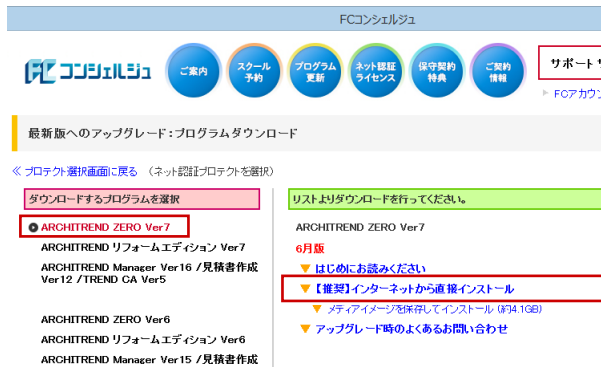 FCコンシェルジュ
FCコンシェルジュ
ご案内
スクール
予約
プログラム
更新
ネット認証
ライセンス
保守契約
特典
ご契約
情報
サポート
FCアカウン
最新版へのアップグレード:プログラムダウンロード
≪ プロテクト選択画面に戻る (ネット認証プロテクトを選択)
ダウンロードするプログラムを選択
ARCHITREND ZERO Ver7
ARCHITREND リフォームエディション Ver7
ARCHITREND Manager Ver16 /見積書作成
Ver12 /TREND CA Ver5
ARCHITREND ZERO Ver6
ARCHITREND リフォームエディション Ver6
ARCHITREND Manager Ver15 /見積書作成
リストよりダウンロードを行ってください。
ARCHITREND ZERO Ver7
6月版
▼ はじめにお読みください
▼【推奨】インターネットから直接インストール
▼ メディアイメージを保存してインストール (約4.1GB)
▼ アップグレード時のよくあるお問い合わせ